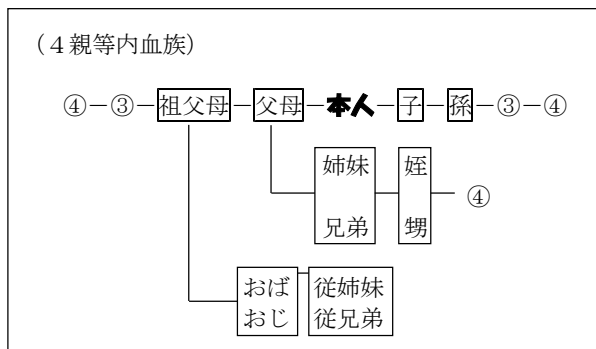 (4親等内血族)
④－③－祖父母－父母－本人－子－孫－③－④
姉妹 姪
④
兄弟 甥
おば 従姉妹
おじ 従兄弟